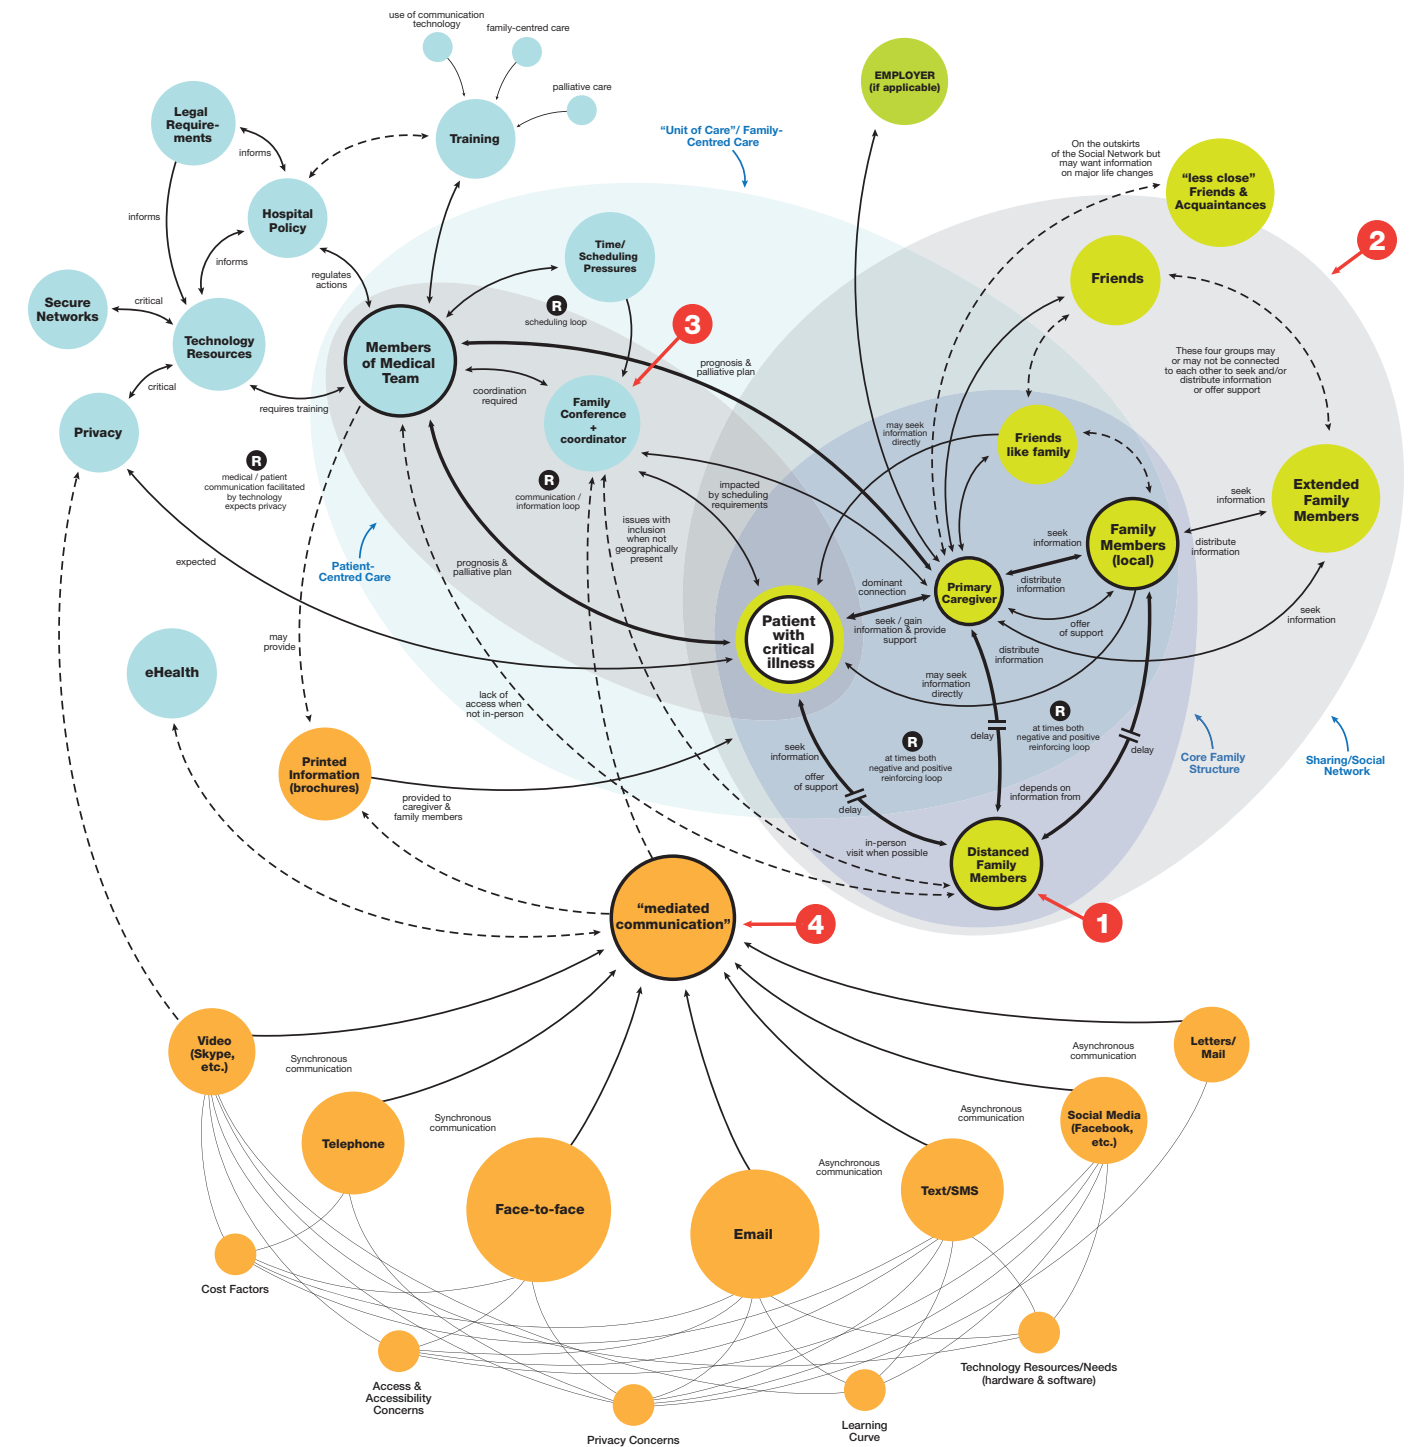 use of communication
technology
family-centred care
palliative care
Training
Legal
Require-
ments
informs
Hospital
Policy
informs
informs
regulates
actions
Secure
Networks
critical
Technology
Resources
critical
requires training
Privacy
R
medical / patient
communication facilitated
by technology
expects privacy
expected
eHealth
EMPLOYER
(if applicable)
“Unit of Care”/ Family-
Centred Care
On the outskirts
of the Social Network but
may want information
on major life changes
“less close”
Friends &
Acquaintances
2
Friends
Time/
Scheduling
Pressures
R
scheduling loop
3
Members
of Medical
Team
prognosis &
palliative plan
coordination
required
Family
Conference
+
coordinator
R
communication /
information loop
impacted
by scheduling
requirements
issues with
inclusion
when not
geographically
present
Patient-
Centred Care
prognosis &
palliative plan
These four groups may
or may not be connected
to each other to seek and/or
distribute information
or offer support
may seek
information
directly
Friends
like family
Extended
Family
Members
seek
information
distribute
information
Family
Members
(local)
seek
information
distribute
information
Primary
Caregiver
dominant
connection
seek / gain
information & provide
support
offer
of support
seek
information
Patient
with
critical
illness
distribute
information
may seek
information
directly
may
provide
lack of
access when
not in-person
R
at times both
negative and positive
reinforcing loop
R
at times both
negative and positive
reinforcing loop
delay
delay
delay
seek
information
offer
of support
depends on
information from
in-person
visit when possible
Core Family
Structure
Sharing/Social
Network
Printed
Information
(brochures)
provided to
caregiver &
family members
Distanced
Family
Members
1
“mediated
communication”
4
Video
(Skype,
etc.)
Synchronous
communication
Telephone
Synchronous
communication
Face-to-face
Email
Asynchronous
communication
Text/SMS
Asynchronous
communication
Social Media
(Facebook,
etc.)
Asynchronous
communication
Letters/
Mail
Cost Factors
Access &
Accessibility
Concerns
Privacy Concerns
Learning
Curve
Technology Resources/Needs
(hardware & software)